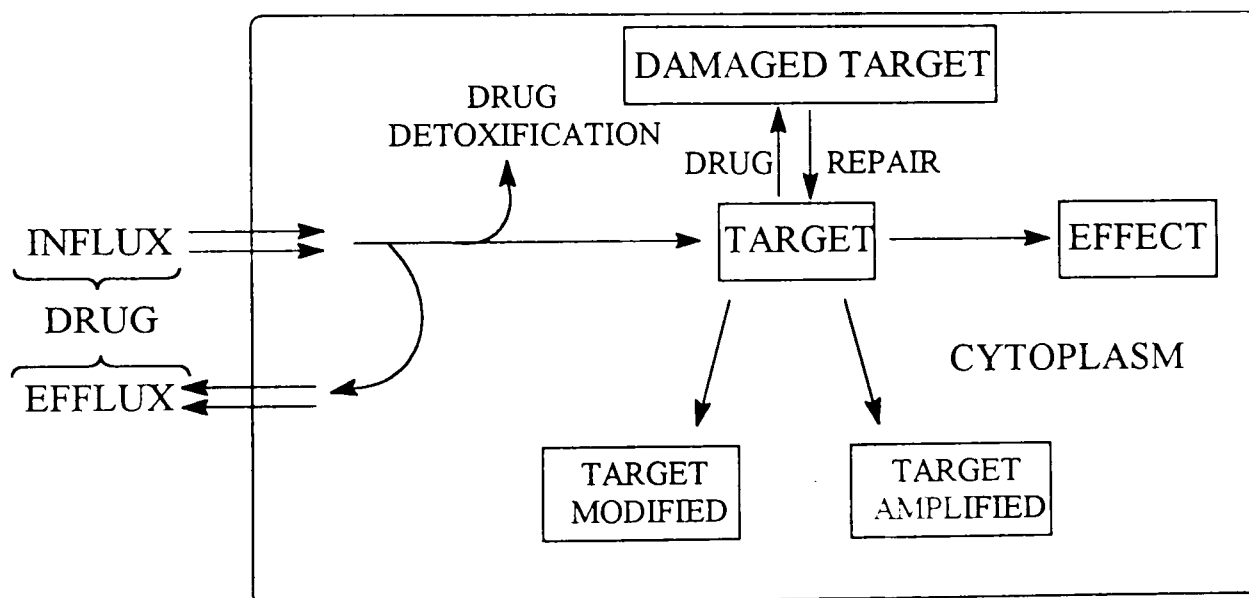 DAMAGED TARGET
DRUG
DETOXIFICATION
DRUG
REPAIR
INFLUX
TARGET
EFFECT
DRUG
CYTOPLASM
EFFLUX
TARGET
MODIFIED
TARGET
AMPLIFIED